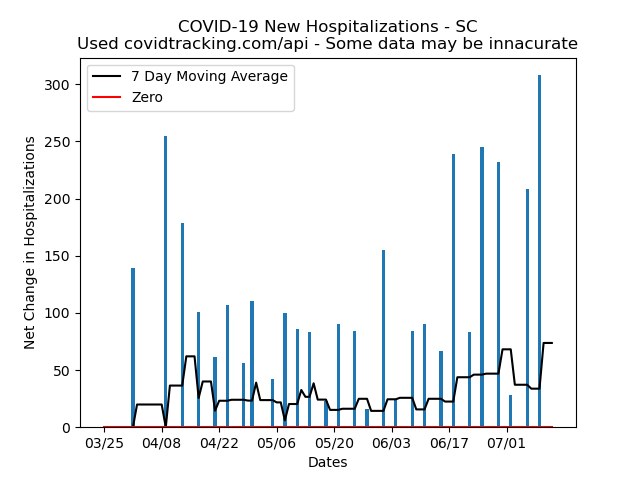 COVID-19 New Hospitalizations - SC
Used covidtracking.com/api - Some data may be innacurate
7 Day Moving Average
Zero
Net Change in Hospitalizations
300
250
200
150
100
50
0
03/25 04/08 04/22 05/06 05/20 06/03 06/17 07/01
Dates